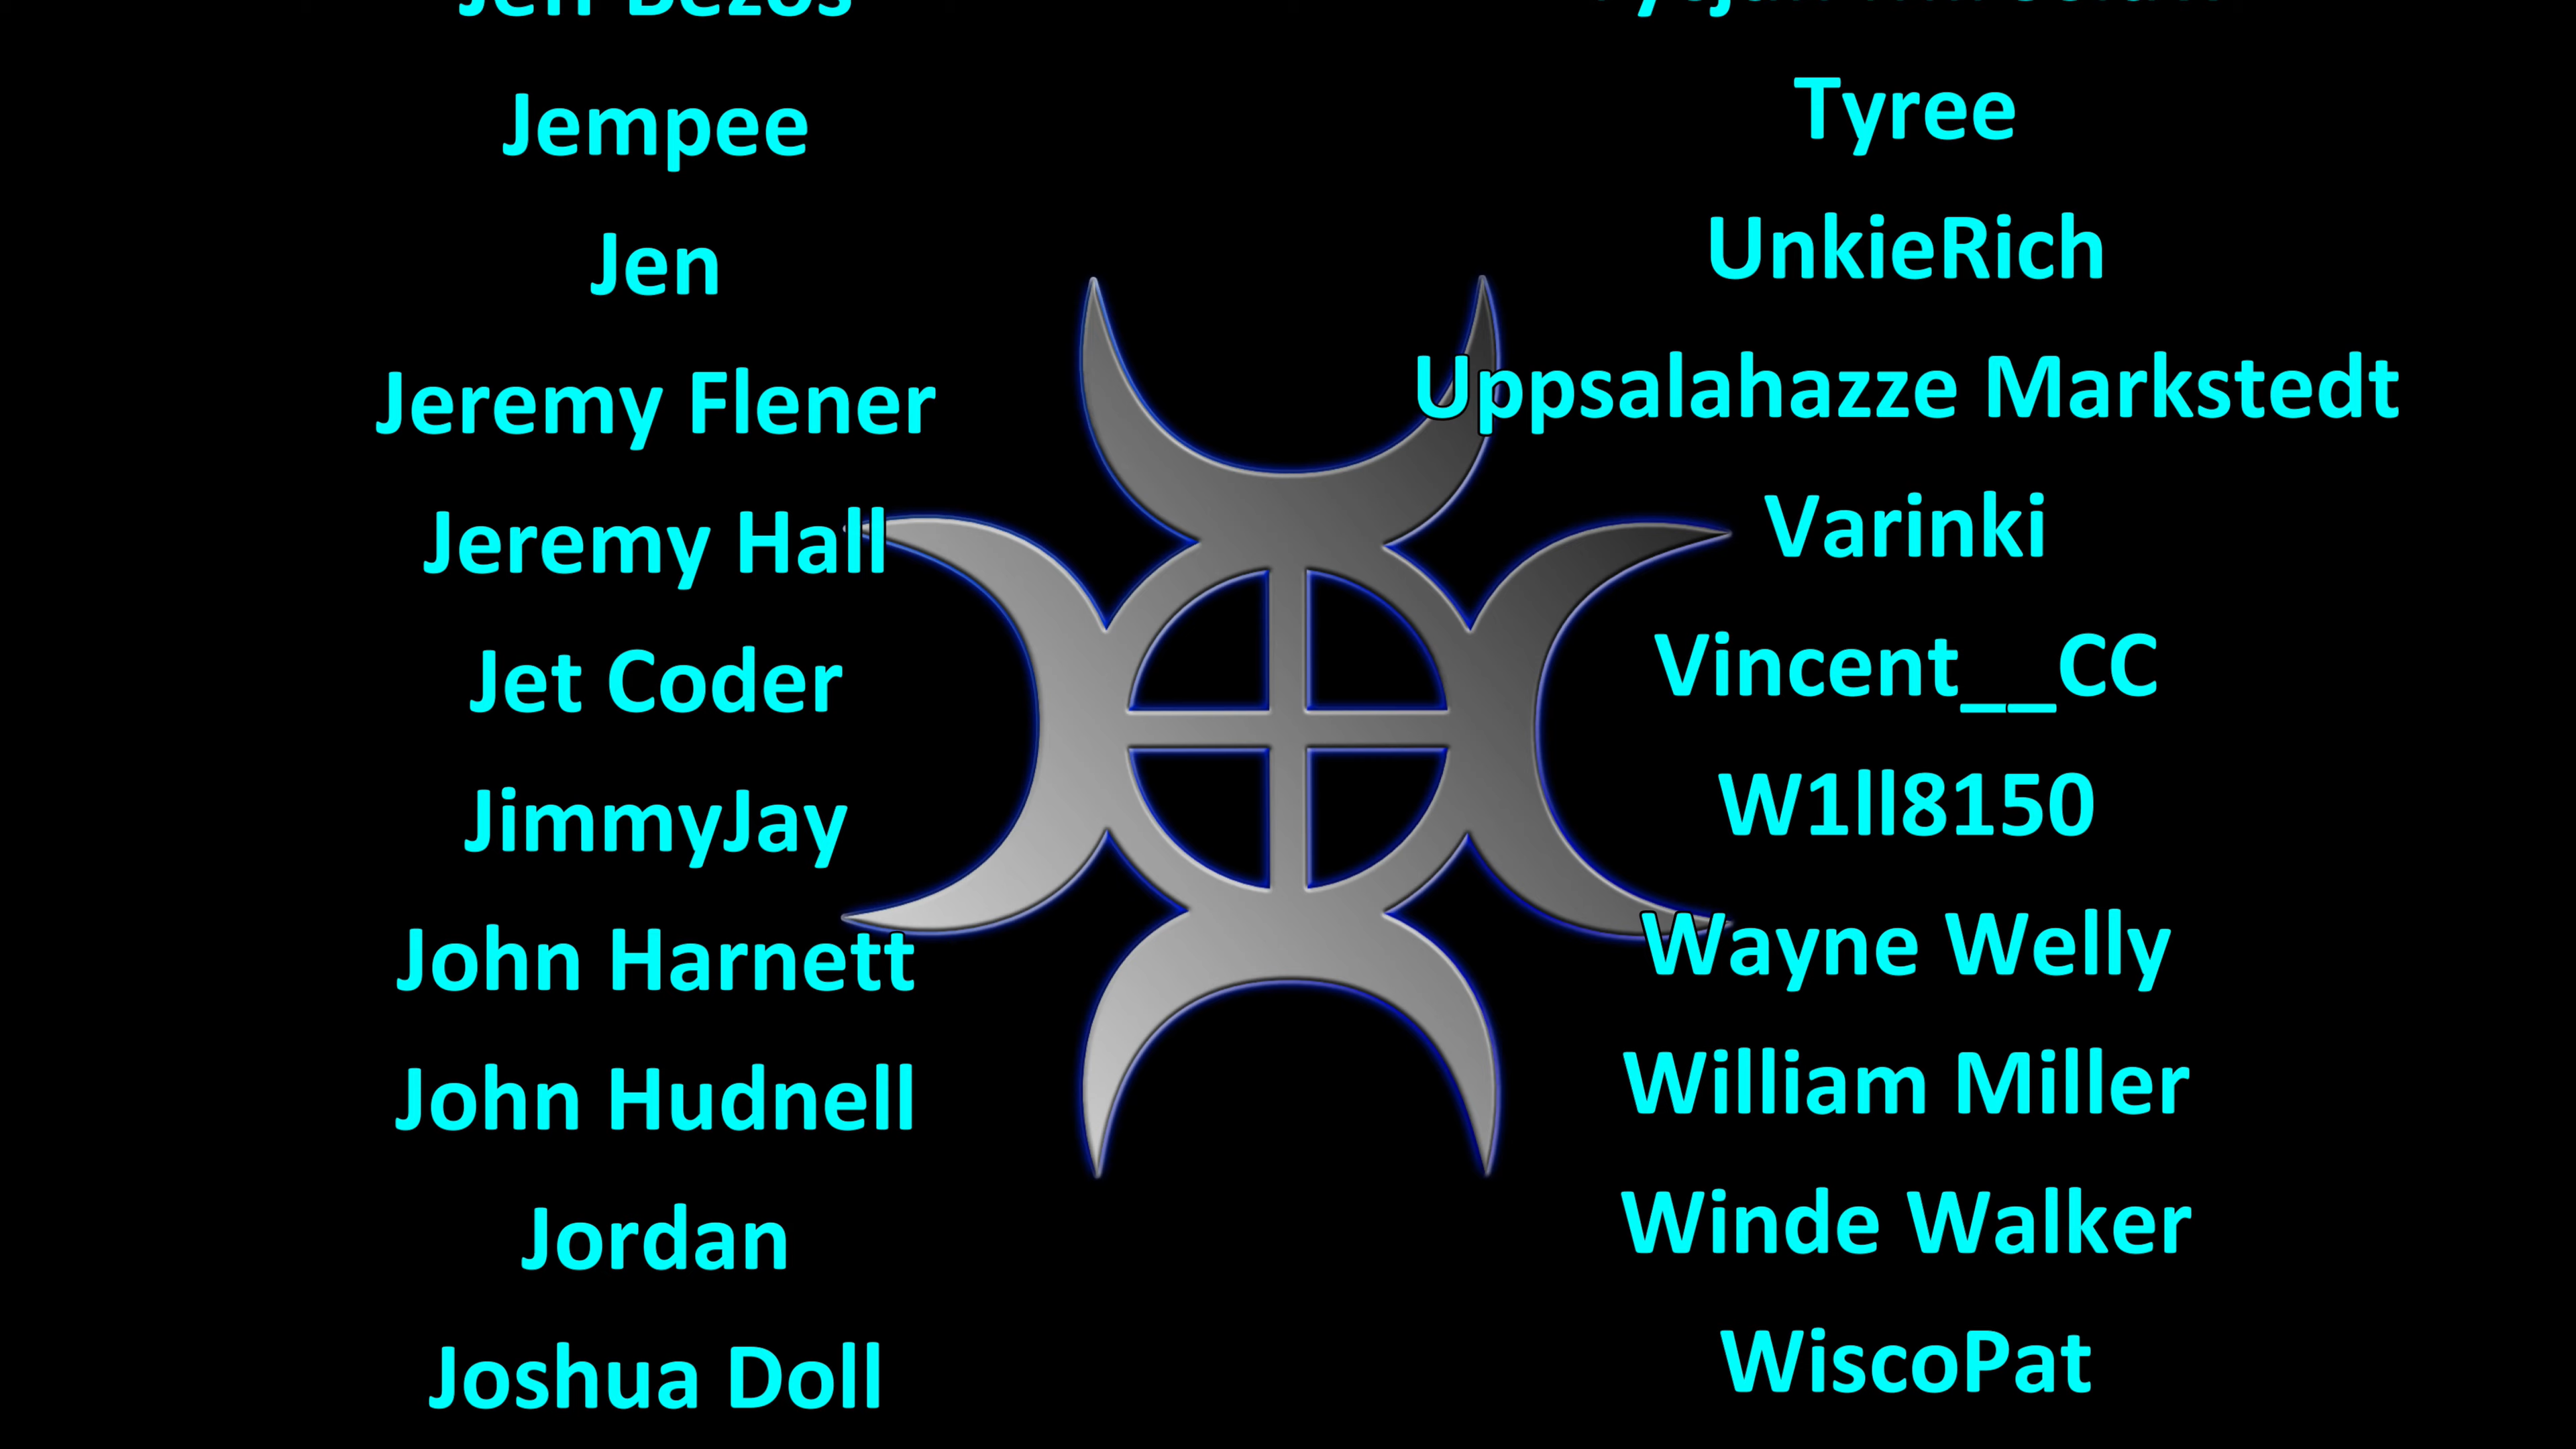 Jempee
Jen
Jeremy Flener
Jeremy Hall
Jet Coder
JimmyJay
John Harnett
John Hudnell
Jordan
Joshua Doll
Tyree
UnkieRich
Uppsalahazze Markstedt
Varinki
Vincent__CC
W1ll8150
Wayne Welly
William Miller
Winde Walker
WiscoPat